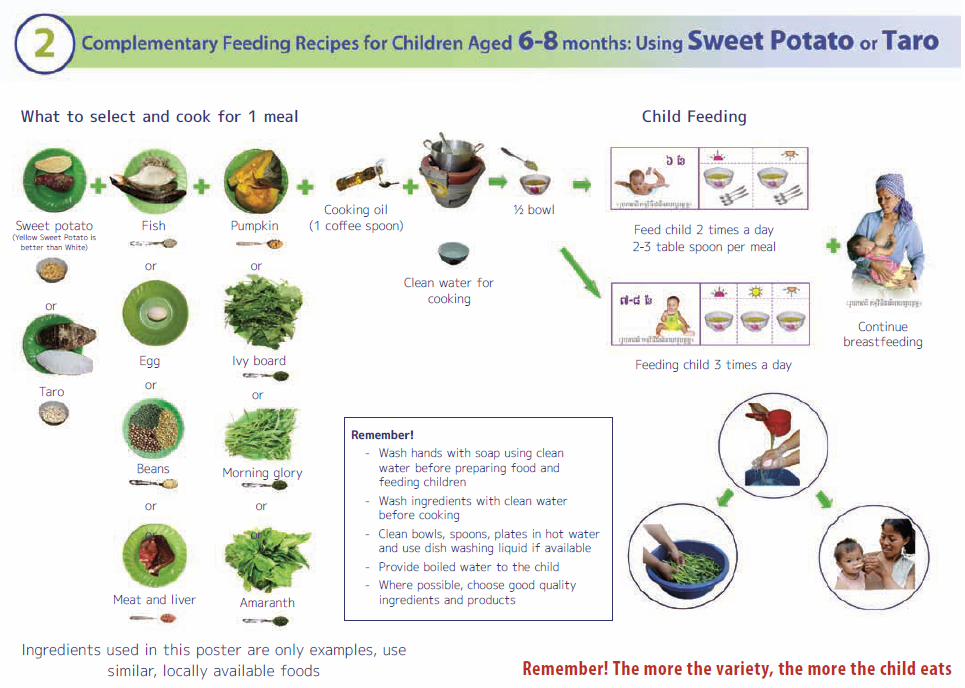 2
Complementary Feeding Recipes for Children Aged 6-8 months: Using Sweet Potato or Taro
What to select and cook for 1 meal
Sweet potato
(Yellow Sweet Potato is
better than White)
or
Taro
Fish
or
Egg
or
Beans
or
Meat and liver
Pumpkin
or
Ivy board
or
Morning glory
or
or
Amaranth
Cooking oil
(1 coffee spoon)
Clean water for
cooking
½ bowl
Child Feeding
៦ ខែ
Feed child 2 times a day
2-3 table spoon per meal
៧-៨ ខែ
Feeding child 3 times a day
Continue
breastfeeding
Remember!
- Wash hands with soap using clean
water before preparing food and
feeding children
- Wash ingredients with clean water
before cooking
- Clean bowls, spoons, plates in hot water
and use dish washing liquid if available
- Provide boiled water to the child
- Where possible, choose good quality
ingredients and products
Ingredients used in this poster are only examples, use
similar, locally available foods
Remember! The more the variety, the more the child eats